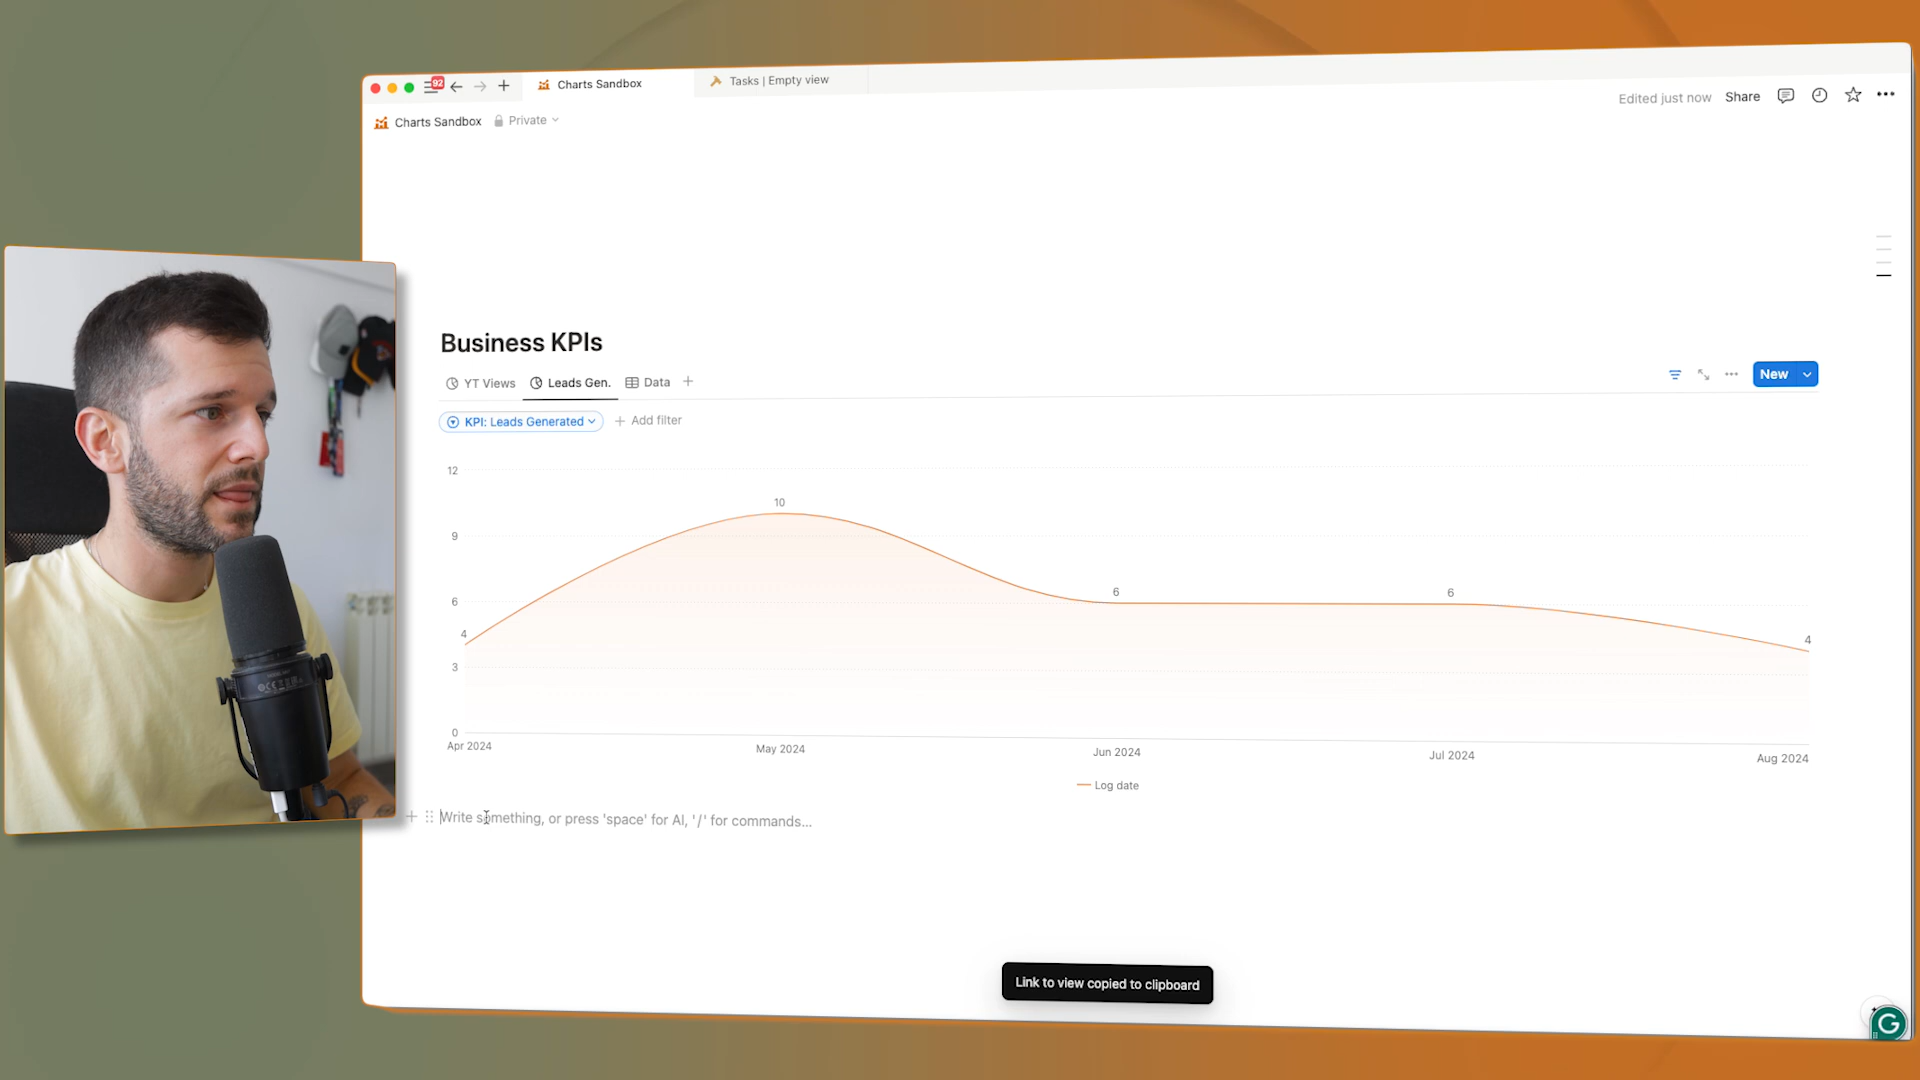 92
Charts Sandbox
Tasks | Empty view
Charts Sandbox
Private
Edited just now
Share
Business KPIs
YT Views
Leads Gen.
Data
New
KPI: Leads Generated
Add filter
12
9
6
3
0
4
10
6
6
4
Apr 2024
May 2024
Jun 2024
Jul 2024
Aug 2024
Log date
Write something, or press 'space' for AI, '/' for commands...
Link to view copied to clipboard
G